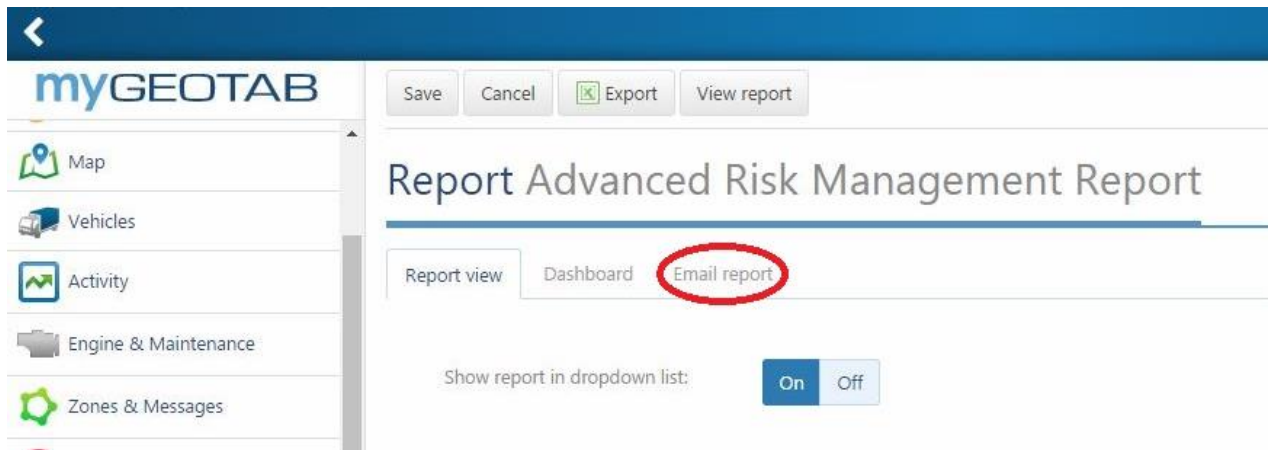 myGEOTAB
Map
Vehicles
Activity
Engine & Maintenance
Zones & Messages
Save Cancel Export View report
Report Advanced Risk Management Report
Report view Dashboard Email report
Show report in dropdown list: On Off